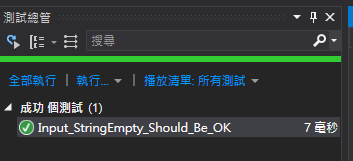 測試總管
搜尋
全部執行 執行... 播放清單: 所有測試
成功 個測試 (1)
Input_StringEmpty_Should_Be_OK 7 毫秒